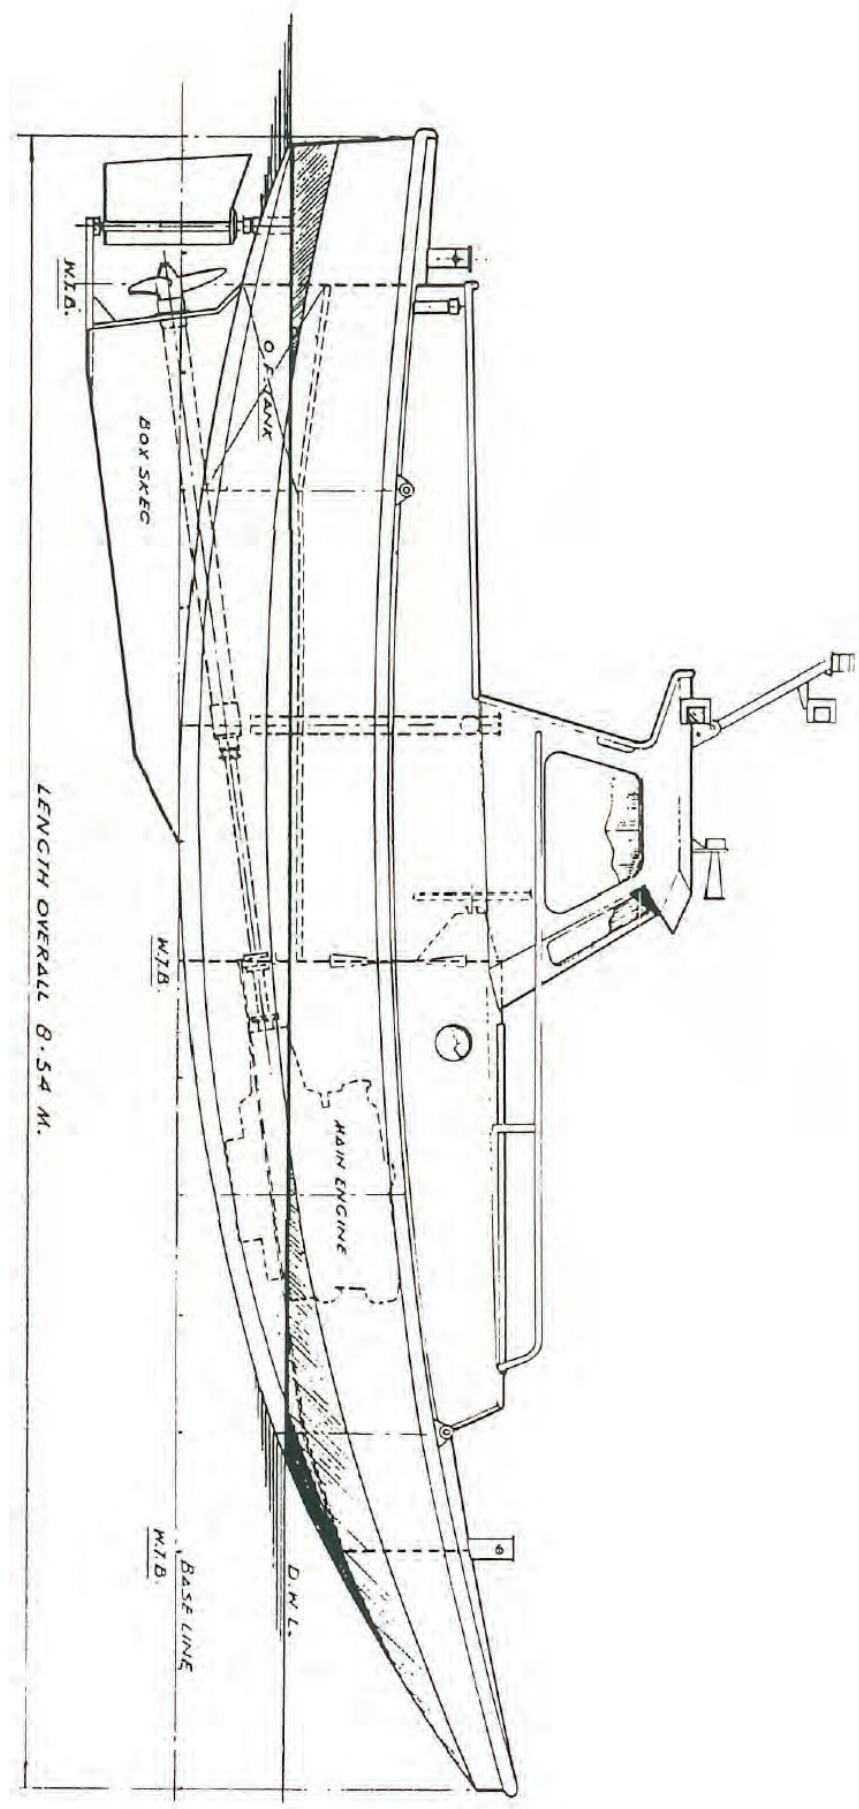 W.T.B.
O. F. TANK
BOX SKEG
MAIN ENGINE
W.T.B.
D.W.L.
BASE LINE
W.T.B.
LENGTH OVERALL 8.54 M.